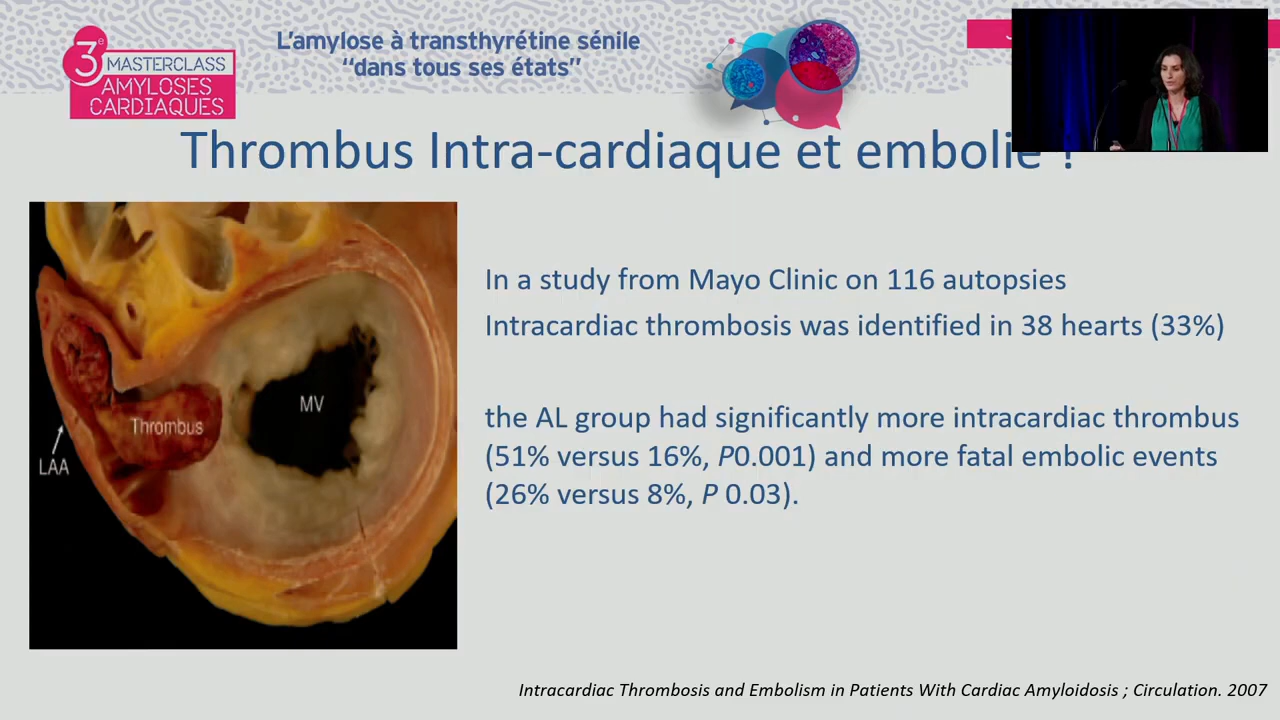 3e MASTERCLASS
AMYLOSES
CARDIAQUES
L'amylose à transthyrétine sénile
“dans tous ses états”
Thrombus Intra-cardiaque et embolie !
In a study from Mayo Clinic on 116 autopsies
Intracardiac thrombosis was identified in 38 hearts (33%)
the AL group had significantly more intracardiac thrombus
(51% versus 16%, P0.001) and more fatal embolic events
(26% versus 8%, P 0.03).
MV
Thrombus
LAA
Intracardiac Thrombosis and Embolism in Patients With Cardiac Amyloidosis ; Circulation. 2007